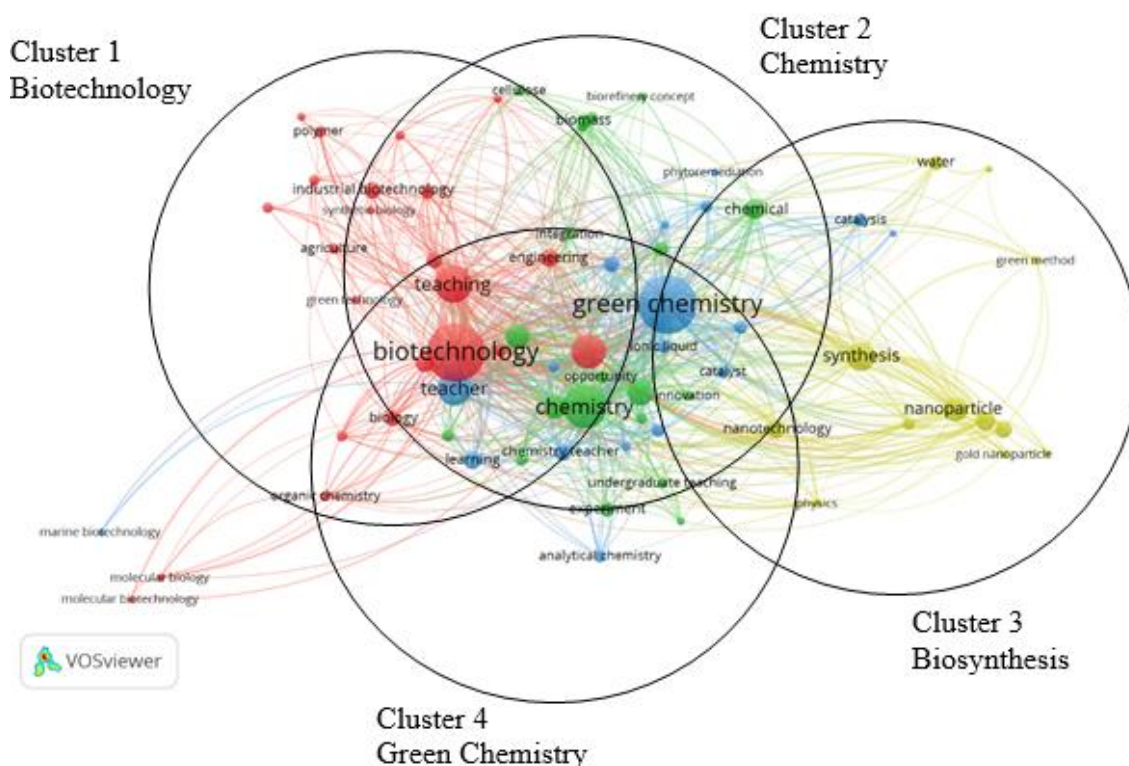 Cluster 1
Biotechnology
Cluster 2
Chemistry
cellulose
biorefinery concept
biomass
polymer
water
phytoremediation
industrial biotechnology
synthetic biology
chemical
catalysis
integration
agriculture
engineering
green method
teaching
green technology
green chemistry
biotechnology
ionic liquid
synthesis
opportunity
catalyst
teacher
innovation
chemistry
nanoparticle
biology
nanotechnology
chemistry teacher
gold nanoparticle
learning
undergraduate teaching
organic chemistry
physics
experiment
marine biotechnology
analytical chemistry
molecular biology
molecular biotechnology
Cluster 3
Biosynthesis
VOSviewer
Cluster 4
Green Chemistry